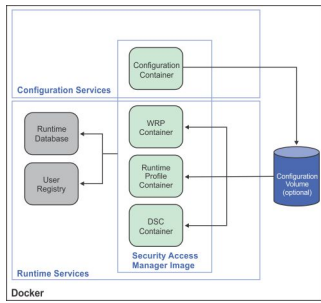 Configuration
Container
Configuration Services
Runtime
Database
User
Registry
WRP
Container
Runtime
Profile
Container
DSC
Container
Security Access
Manager Image
Configuration
Volume
(optional)
Runtime Services
Docker